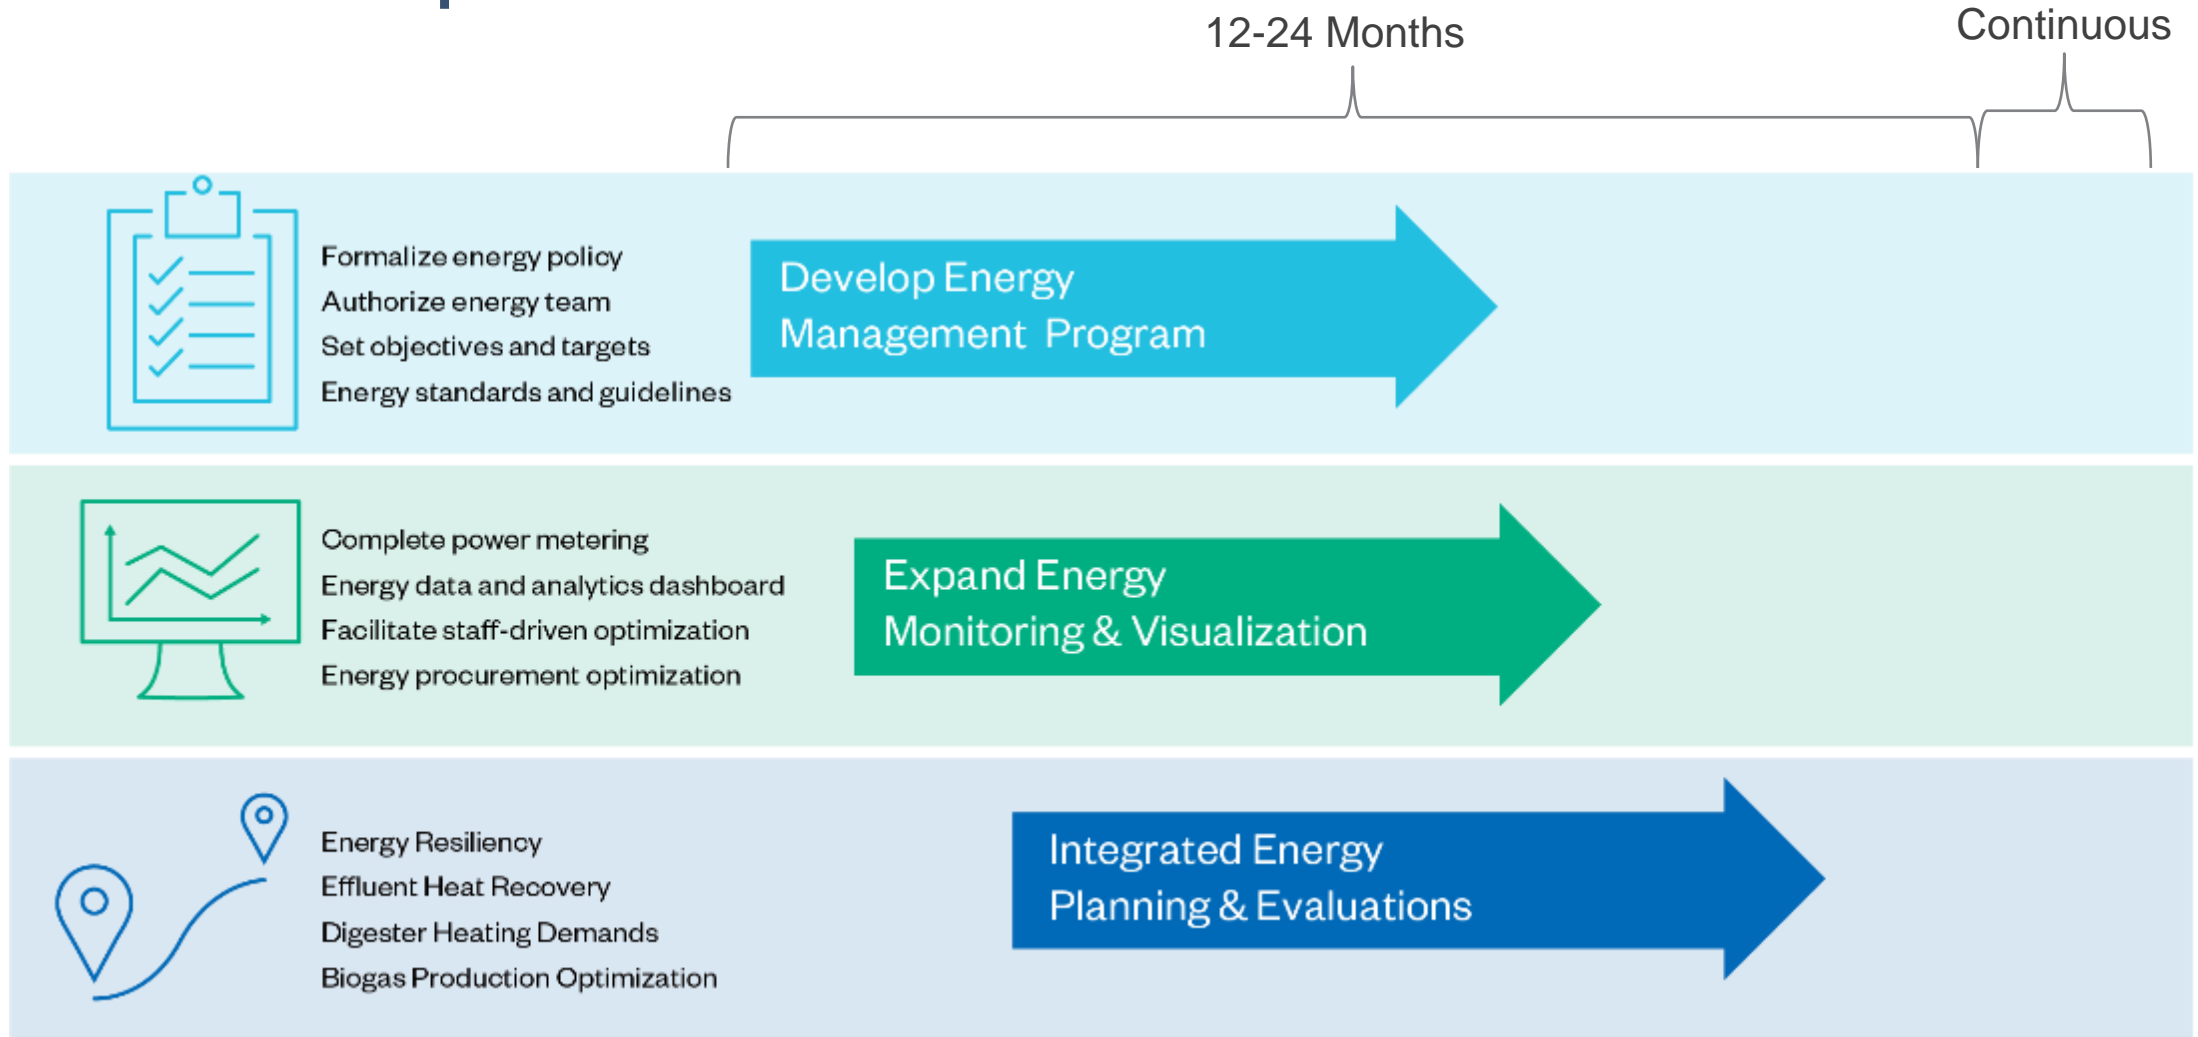 12-24 Months
Continuous
Formalize energy policy
Authorize energy team
Set objectives and targets
Energy standards and guidelines
Develop Energy
Management Program
Complete power metering
Energy data and analytics dashboard
Facilitate staff-driven optimization
Energy procurement optimization
Expand Energy
Monitoring & Visualization
Energy Resiliency
Effluent Heat Recovery
Digester Heating Demands
Biogas Production Optimization
Integrated Energy
Planning & Evaluations